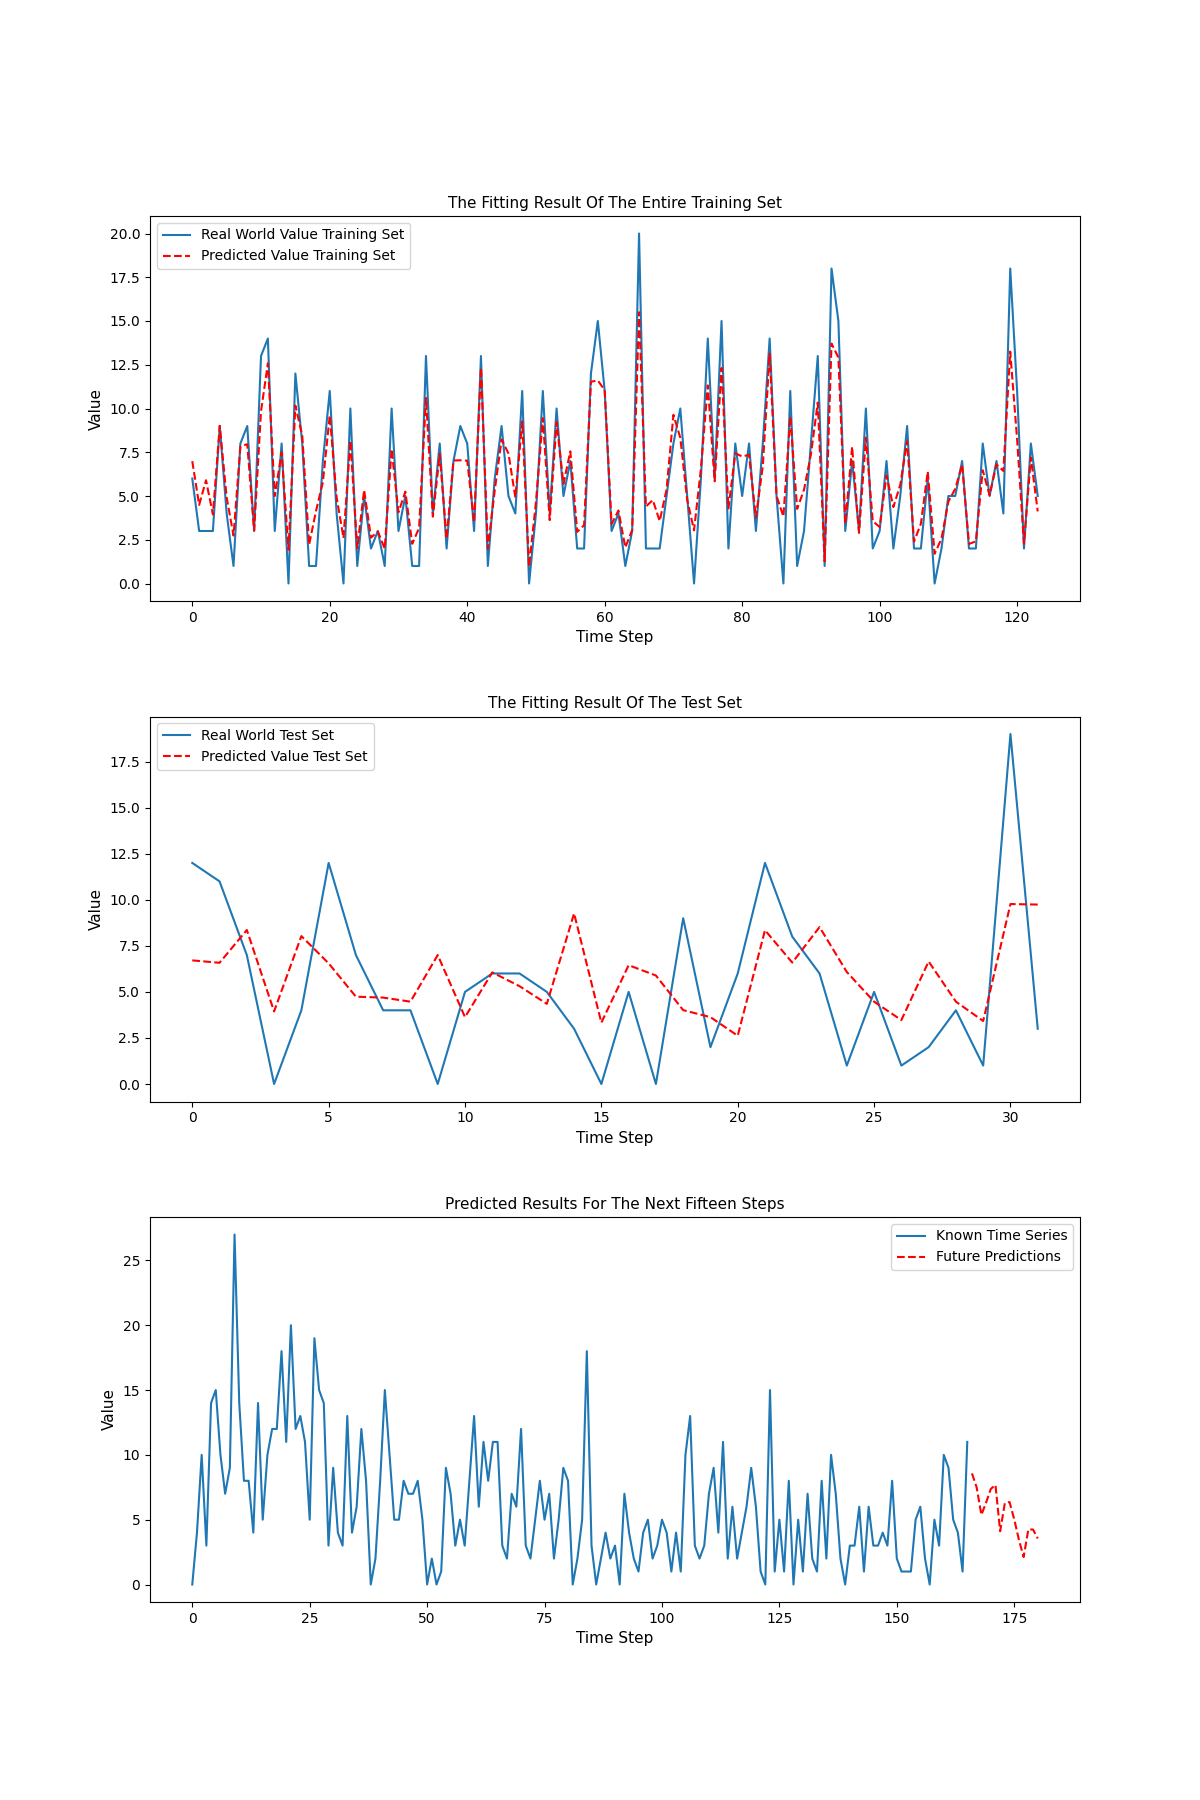 The Fitting Result Of The Entire Training Set
Real World Value Training Set
Predicted Value Training Set
20.0
17.5
15.0
12.5
10.0
7.5
5.0
2.5
0.0
Value
0 20 40 60 80 100 120
Time Step
The Fitting Result Of The Test Set
Real World Test Set
Predicted Value Test Set
17.5
15.0
12.5
10.0
7.5
5.0
2.5
0.0
Value
0 5 10 15 20 25 30
Time Step
Predicted Results For The Next Fifteen Steps
Known Time Series
Future Predictions
25
20
15
10
5
0
Value
0 25 50 75 100 125 150 175
Time Step